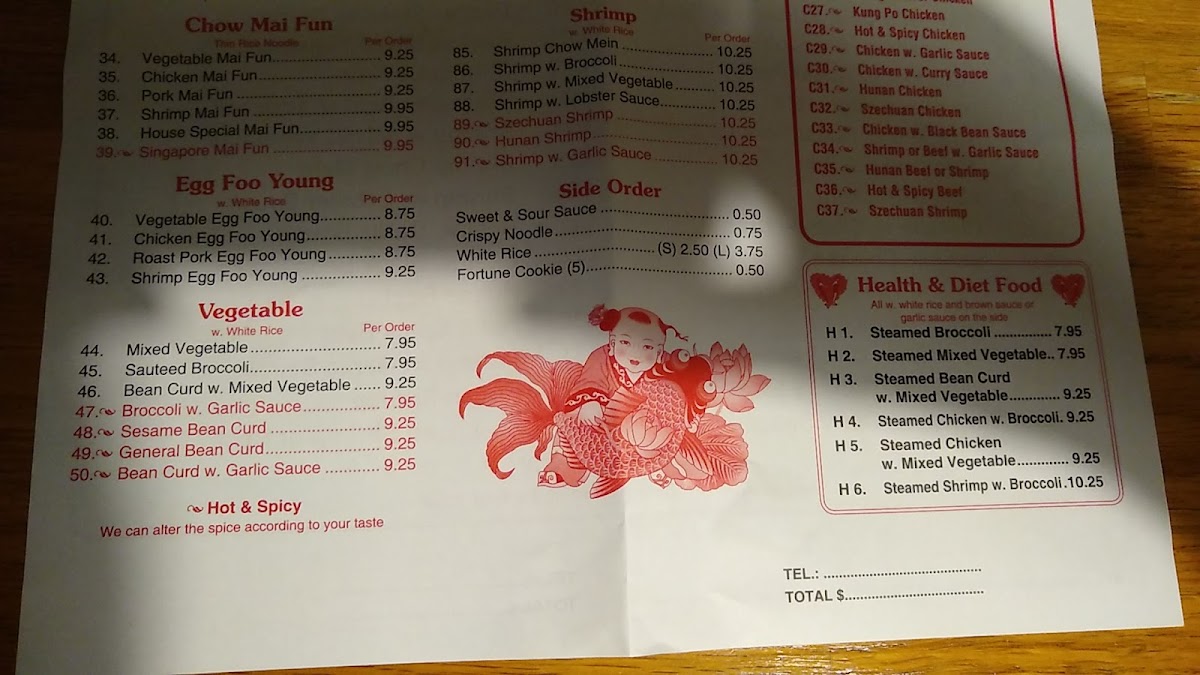 Chow Mai Fun
Thin Rice Noodle Per Order
34. Vegetable Mai Fun 9.25
35. Chicken Mai Fun 9.25
36. Pork Mai Fun 9.25
37. Shrimp Mai Fun 9.95
38. House Special Mai Fun 9.95
39. Singapore Mai Fun 9.95
Egg Foo Young
w. White Rice Per Order
40. Vegetable Egg Foo Young 8.75
41. Chicken Egg Foo Young 8.75
42. Roast Pork Egg Foo Young 8.75
43. Shrimp Egg Foo Young 9.25
Vegetable
w. White Rice Per Order
44. Mixed Vegetable 7.95
45. Sauteed Broccoli 7.95
46. Bean Curd w. Mixed Vegetable 9.25
47. Broccoli w. Garlic Sauce 7.95
48. Sesame Bean Curd 9.25
49. General Bean Curd 9.25
50. Bean Curd w. Garlic Sauce 9.25
Hot & Spicy
We can alter the spice according to your taste
Shrimp
w. White Rice Per Order
85. Shrimp Chow Mein 10.25
86. Shrimp w. Broccoli 10.25
87. Shrimp w. Mixed Vegetable 10.25
88. Shrimp w. Lobster Sauce 10.25
89. Szechuan Shrimp 10.25
90. Hunan Shrimp 10.25
91. Shrimp w. Garlic Sauce 10.25
Side Order
Sweet & Sour Sauce 0.50
Crispy Noodle 0.75
White Rice (S) 2.50 (L) 3.75
Fortune Cookie (5) 0.50
C27. Kung Po Chicken
C28. Hot & Spicy Chicken
C29. Chicken w. Garlic Sauce
C30. Chicken w. Curry Sauce
C31. Hunan Chicken
C32. Szechuan Chicken
C33. Chicken w. Black Bean Sauce
C34. Shrimp or Beef w. Garlic Sauce
C35. Hunan Beef or Shrimp
C36. Hot & Spicy Beef
C37. Szechuan Shrimp
Health & Diet Food
All w. white rice and brown sauce or
garlic sauce on the side
H 1. Steamed Broccoli 7.95
H 2. Steamed Mixed Vegetable 7.95
H 3. Steamed Bean Curd
w. Mixed Vegetable 9.25
H 4. Steamed Chicken w. Broccoli 9.25
H 5. Steamed Chicken
w. Mixed Vegetable 9.25
H 6. Steamed Shrimp w. Broccoli 10.25
TEL.:
TOTAL $